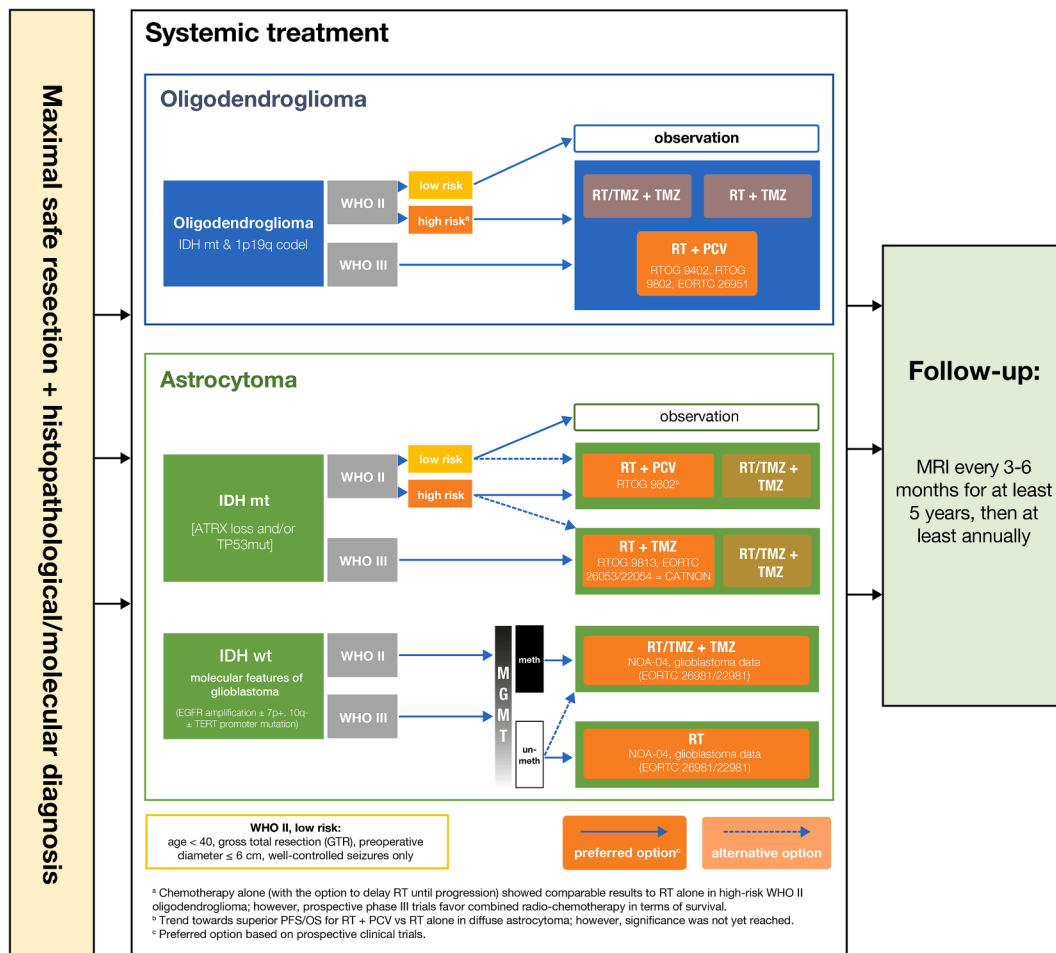 Maximal safe resection + histopathological/molecular diagnosis
Systemic treatment
Oligodendroglioma
observation
low risk
WHO II
high riskᵃ
Oligodendroglioma
IDH mt & 1p19q codel
WHO III
RT/TMZ + TMZ
RT + TMZ
RT + PCV
RTOG 9402, RTOG
9802, EORTC 26951
Astrocytoma
observation
low risk
WHO II
high risk
IDH mt
[ATRX loss and/or
TP53mut]
WHO III
RT + PCV
RTOG 9802ᵇ
RT/TMZ +
TMZ
RT + TMZ
RTOG 9813, EORTC
26053/22054 = CATNON
RT/TMZ +
TMZ
IDH wt
molecular features of
glioblastoma
(EGFR amplification ± 7p+, 10q-
± TERT promoter mutation)
WHO II
WHO III
MGMT
meth
un-
meth
RT/TMZ + TMZ
NOA-04, glioblastoma data
(EORTC 26981/22981)
RT
NOA-04, glioblastoma data
(EORTC 26981/22981)
WHO II, low risk:
age < 40, gross total resection (GTR), preoperative
diameter ≤ 6 cm, well-controlled seizures only
preferred optionᶜ
alternative option
ᵃ Chemotherapy alone (with the option to delay RT until progression) showed comparable results to RT alone in high-risk WHO II
oligodendroglioma; however, prospective phase III trials favor combined radio-chemotherapy in terms of survival.
ᵇ Trend towards superior PFS/OS for RT + PCV vs RT alone in diffuse astrocytoma; however, significance was not yet reached.
ᶜ Preferred option based on prospective clinical trials.
Follow-up:
MRI every 3-6
months for at least
5 years, then at
least annually